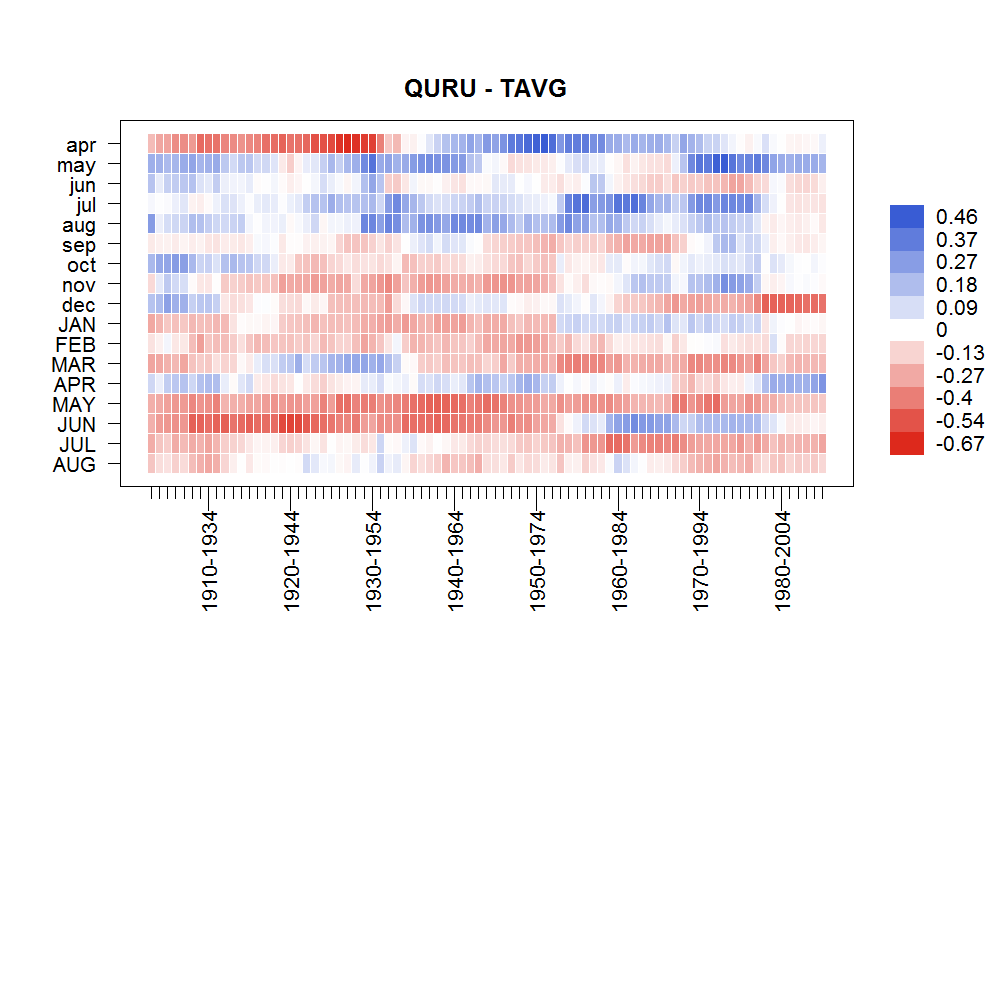 QURU - TAVG
apr
may
jun
jul
aug
sep
oct
nov
dec
JAN
FEB
MAR
APR
MAY
JUN
JUL
AUG
0.46
0.37
0.27
0.18
0.09
0
-0.13
-0.27
-0.4
-0.54
-0.67
1910-1934
1920-1944
1930-1954
1940-1964
1950-1974
1960-1984
1970-1994
1980-2004